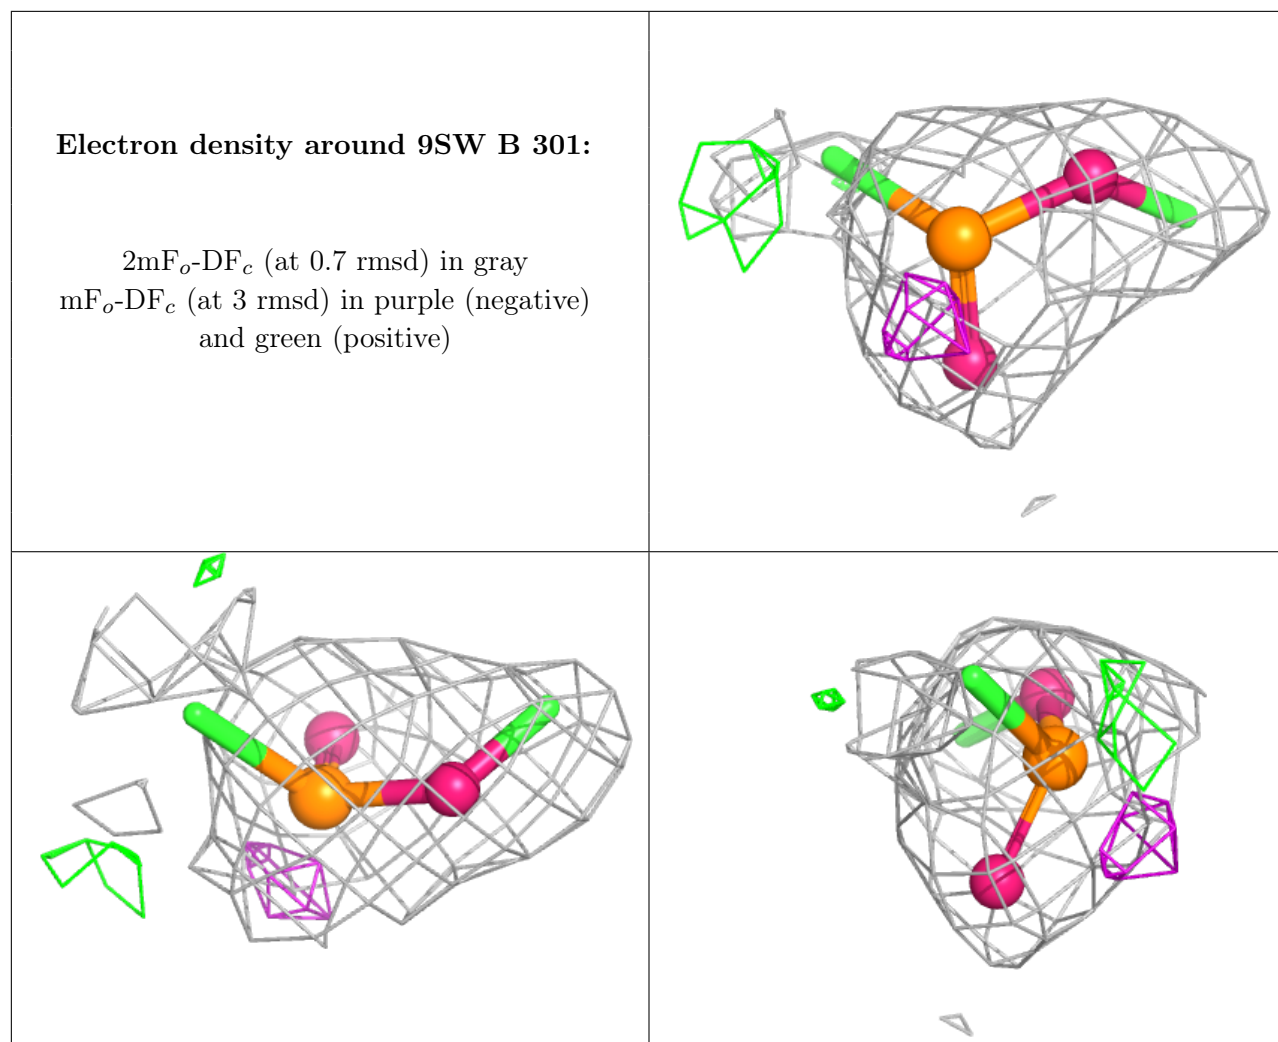 Electron density around 9SW B 301:
2mFₒ-DF𝒸 (at 0.7 rmsd) in gray
mFₒ-DF𝒸 (at 3 rmsd) in purple (negative)
and green (positive)